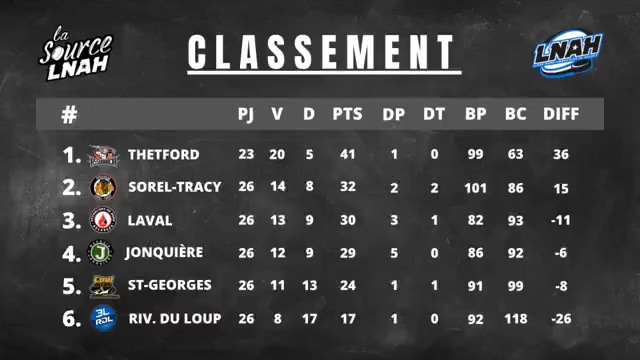 la
Source
LNAH
CLASSEMENT
LNAH
# PJ V D PTS DP DT BP BC DIFF
1. THETFORD 23 20 5 41 1 0 99 63 36
2. SOREL-TRACY 26 14 8 32 2 2 101 86 15
3. LAVAL 26 13 9 30 3 1 82 93 -11
4. J JONQUIÈRE 26 12 9 29 5 0 86 92 -6
5. ST-GEORGES 26 11 13 24 1 1 91 99 -8
6. 3L RDL RIV. DU LOUP 26 8 17 17 1 0 92 118 -26